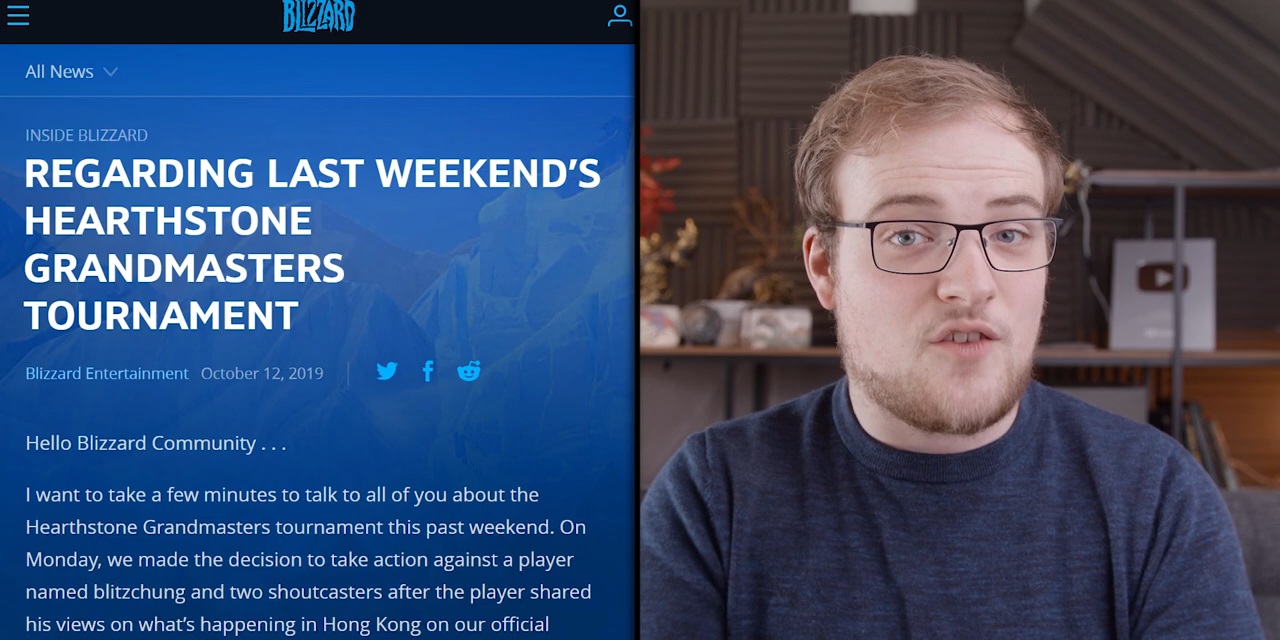 BLIZZARD
All News
INSIDE BLIZZARD
REGARDING LAST WEEKEND'S
HEARTHSTONE
GRANDMASTERS
TOURNAMENT
Blizzard Entertainment October 12, 2019
Hello Blizzard Community . . .
I want to take a few minutes to talk to all of you about the
Hearthstone Grandmasters tournament this past weekend. On
Monday, we made the decision to take action against a player
named blitzchung and two shoutcasters after the player shared
his views on what's happening in Hong Kong on our official